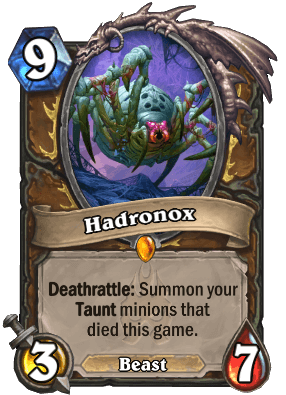 9
Hadronox
Deathrattle: Summon your
Taunt minions that
died this game.
3
Beast
7